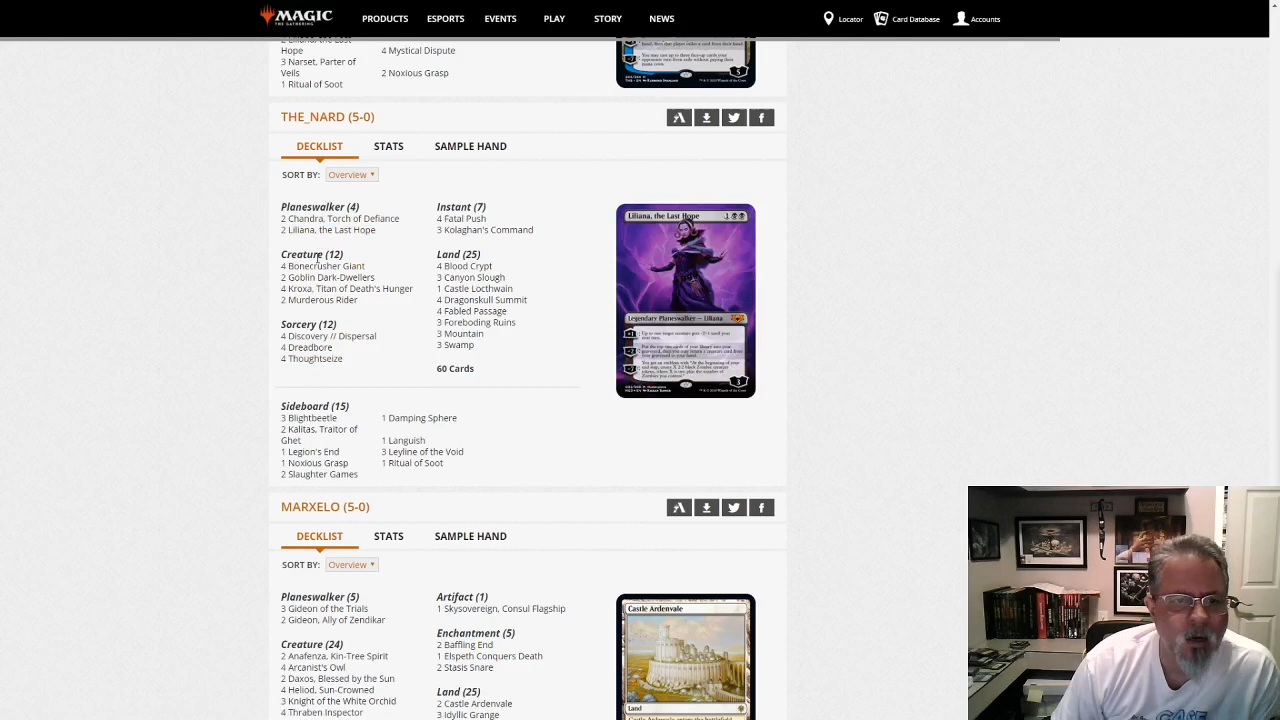 MAGIC
THE GATHERING
PRODUCTS
ESPORTS
EVENTS
PLAY
STORY
NEWS
Locator
Card Database
Accounts
Hope
3 Narset, Parter of
Veils
1 Ritual of Soot
4 Mystical Dispute
2 Noxious Grasp
5
THE_NARD (5-0)
DECKLIST
STATS
SAMPLE HAND
SORT BY:
Overview
Planeswalker (4)
2 Chandra, Torch of Defiance
2 Liliana, the Last Hope
Creature (12)
4 Bonecrusher Giant
2 Goblin Dark-Dwellers
4 Kroxa, Titan of Death's Hunger
2 Murderous Rider
Sorcery (12)
4 Discovery // Dispersal
4 Dreadbore
4 Thoughtseize
Instant (7)
4 Fatal Push
3 Kolaghan's Command
Land (25)
4 Blood Crypt
3 Canyon Slough
1 Castle Locthwain
4 Dragonskull Summit
4 Fabled Passage
3 Foreboding Ruins
3 Mountain
3 Swamp
60 Cards
Liliana, the Last Hope
Legendary Planeswalker — Liliana
3
Sideboard (15)
3 Blightbeetle
2 Kalitas, Traitor of
Ghet
1 Legion's End
1 Noxious Grasp
2 Slaughter Games
1 Damping Sphere
1 Languish
3 Leyline of the Void
1 Ritual of Soot
MARXELO (5-0)
DECKLIST
STATS
SAMPLE HAND
SORT BY:
Overview
Planeswalker (5)
3 Gideon of the Trials
2 Gideon, Ally of Zendikar
Creature (24)
2 Anafenza, Kin-Tree Spirit
4 Arcanist's Owl
2 Daxos, Blessed by the Sun
4 Heliod, Sun-Crowned
3 Knight of the White Orchid
4 Thraben Inspector
Artifact (1)
1 Skysovereign, Consul Flagship
Enchantment (5)
2 Baffling End
1 Elspeth Conquers Death
2 Stasis Snare
Land (25)
2 Castle Ardenvale
1 Idyllic Grange
Castle Ardenvale
Land